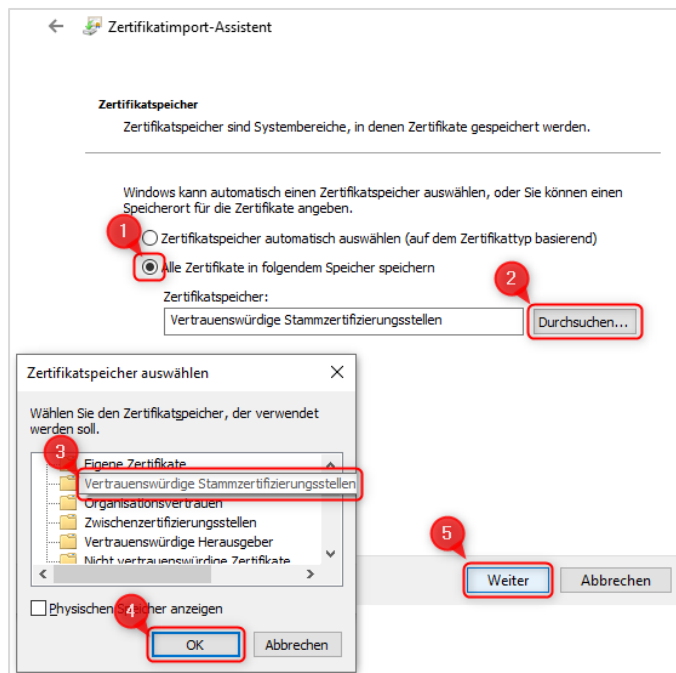 Zertifikatimport-Assistent
Zertifikatspeicher
Zertifikatspeicher sind Systembereiche, in denen Zertifikate gespeichert werden.
Windows kann automatisch einen Zertifikatspeicher auswählen, oder Sie können einen
Speicherort für die Zertifikate angeben.
1
Zertifikatspeicher automatisch auswählen (auf dem Zertifikattyp basierend)
Alle Zertifikate in folgendem Speicher speichern
2
Zertifikatspeicher:
Vertrauenswürdige Stammzertifizierungsstellen
Durchsuchen...
Zertifikatspeicher auswählen
Wählen Sie den Zertifikatspeicher, der verwendet
werden soll.
3
Eigene Zertifikate
Vertrauenswürdige Stammzertifizierungsstellen
Organisationsvertrauen
Zwischenzertifizierungsstellen
Vertrauenswürdige Herausgeber
Nicht vertrauenswürdige Zertifikate
Physischen Speicher anzeigen
4
OK
Abbrechen
5
Weiter
Abbrechen